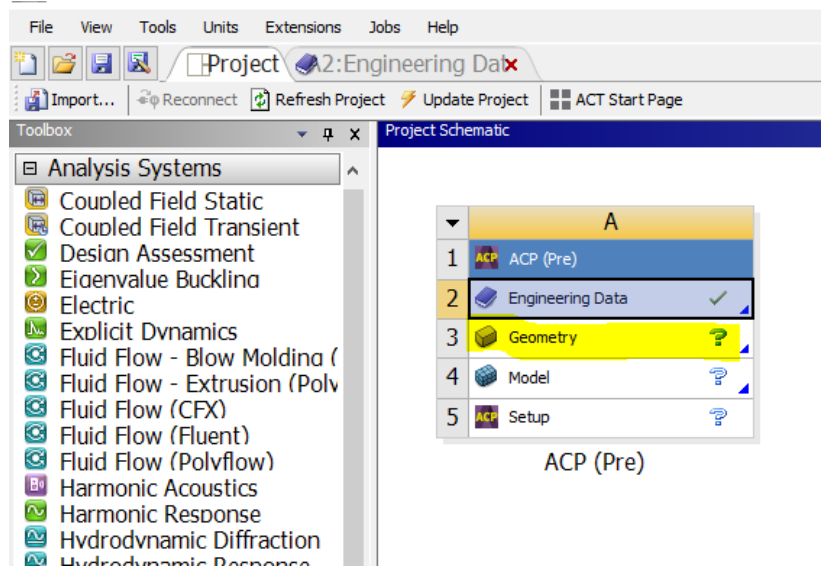 File View Tools Units Extensions Jobs Help
Project A2:Engineering Dat
Import... Reconnect Refresh Project Update Project ACT Start Page
Toolbox
Project Schematic
Analysis Systems
Coupled Field Static
Coupled Field Transient
Design Assessment
Eigenvalue Buckling
Electric
Explicit Dynamics
Fluid Flow - Blow Molding (
Fluid Flow - Extrusion (Poly
Fluid Flow (CFX)
Fluid Flow (Fluent)
Fluid Flow (Polyflow)
Harmonic Acoustics
Harmonic Response
Hydrodynamic Diffraction
Hydrodynamic Response
A
1 ACP ACP (Pre)
2 Engineering Data
3 Geometry ?
4 Model ?
5 ACP Setup ?
ACP (Pre)